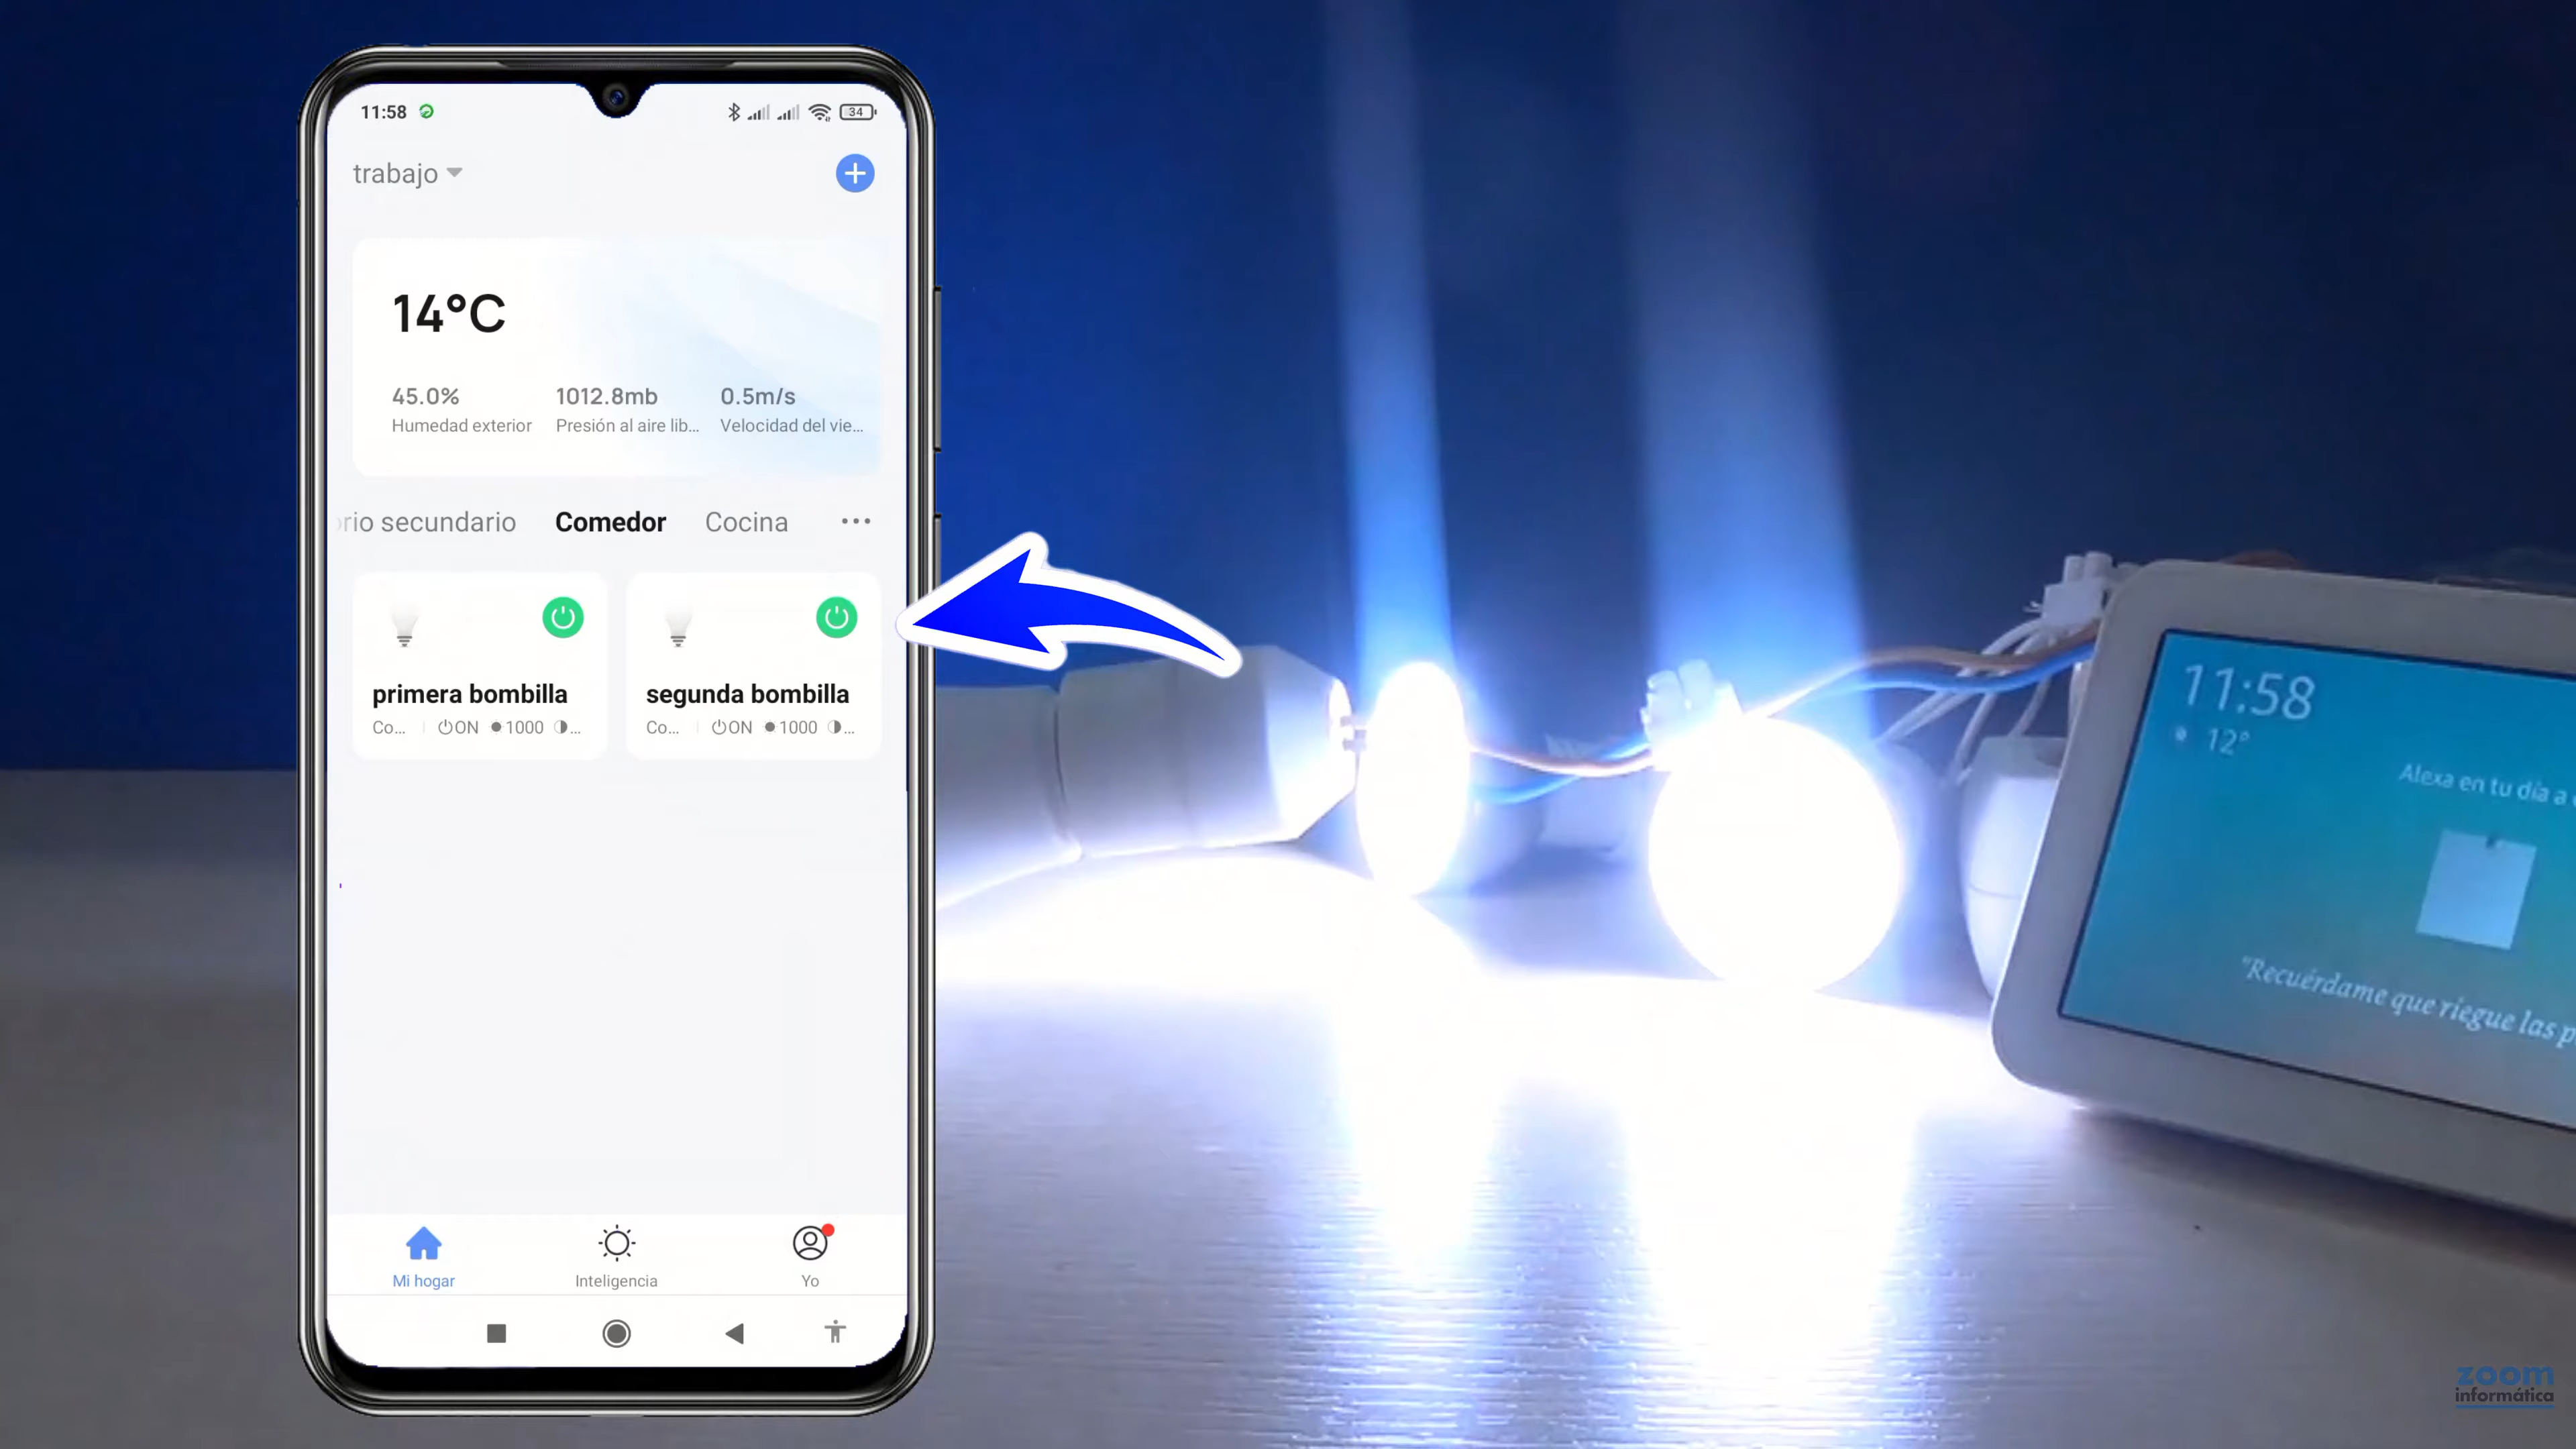 11:58
34
trabajo
14°C
45.0% 1012.8mb 0.5m/s
Humedad exterior Presión al aire lib... Velocidad del vie...
rio secundario Comedor Cocina ...
primera bombilla
Co... ON 1000 ...
segunda bombilla
Co... ON 1000 ...
Mi hogar Inteligencia Yo
11:58
12°
Alexa en tu día a
"Recuérdame que riegue las p
zoom
informática